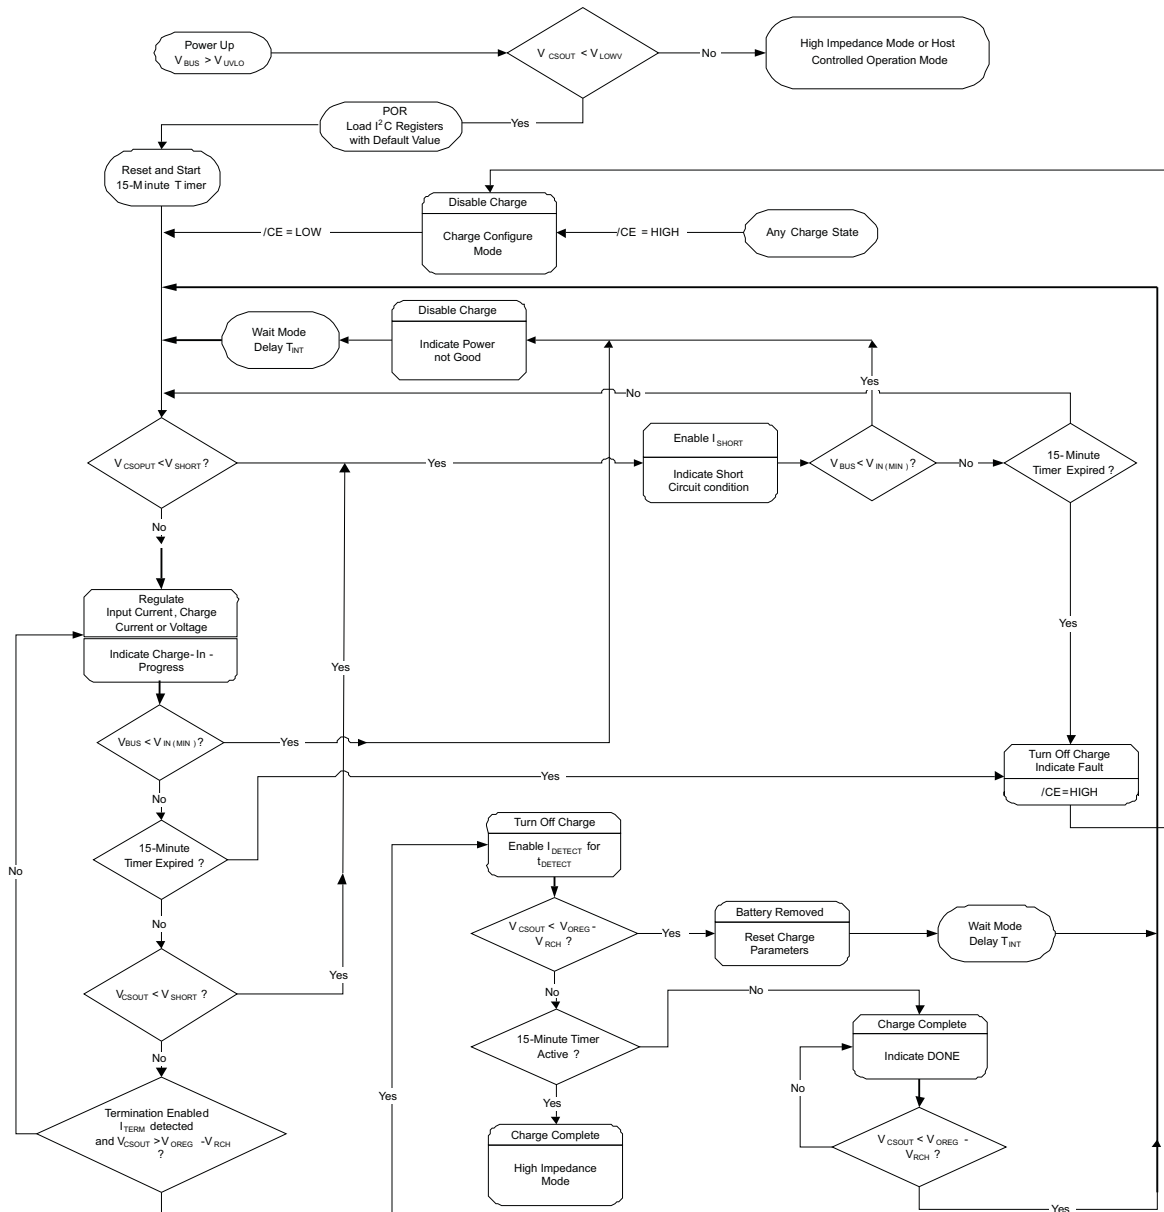 Power Up
V BUS > V UVLO
V CSOUT < V LOWV
No
High Impedance Mode or Host
Controlled Operation Mode
Yes
POR
Load I2C Registers
with Default Value
Reset and Start
15-Minute Timer
Disable Charge
Charge Configure
Mode
/CE = LOW
/CE = HIGH
Any Charge State
Disable Charge
Indicate Power
not Good
Wait Mode
Delay TINT
Yes
No
V CSOPUT < V SHORT ?
Yes
Enable I SHORT
Indicate Short
Circuit condition
V BUS < V IN ( MIN ) ?
No
15- Minute
Timer Expired ?
No
Yes
Regulate
Input Current, Charge
Current or Voltage
Indicate Charge- In -
Progress
Yes
VBUS < V IN ( MIN ) ?
Yes
Turn Off Charge
Indicate Fault
/CE = HIGH
No
Yes
15-Minute
Timer Expired ?
No
No
Turn Off Charge
Enable I DETECT for
tDETECT
V CSOUT < V OREG -
V RCH ?
Yes
Battery Removed
Reset Charge
Parameters
Wait Mode
Delay T INT
VCSOUT < V SHORT ?
Yes
No
No
No
15-Minute Timer
Active ?
Charge Complete
Indicate DONE
No
Yes
Yes
Termination Enabled
ITERM detected
and VCSOUT > V OREG - V RCH
?
Charge Complete
High Impedance
Mode
V CSOUT < V OREG -
VRCH ?
Yes